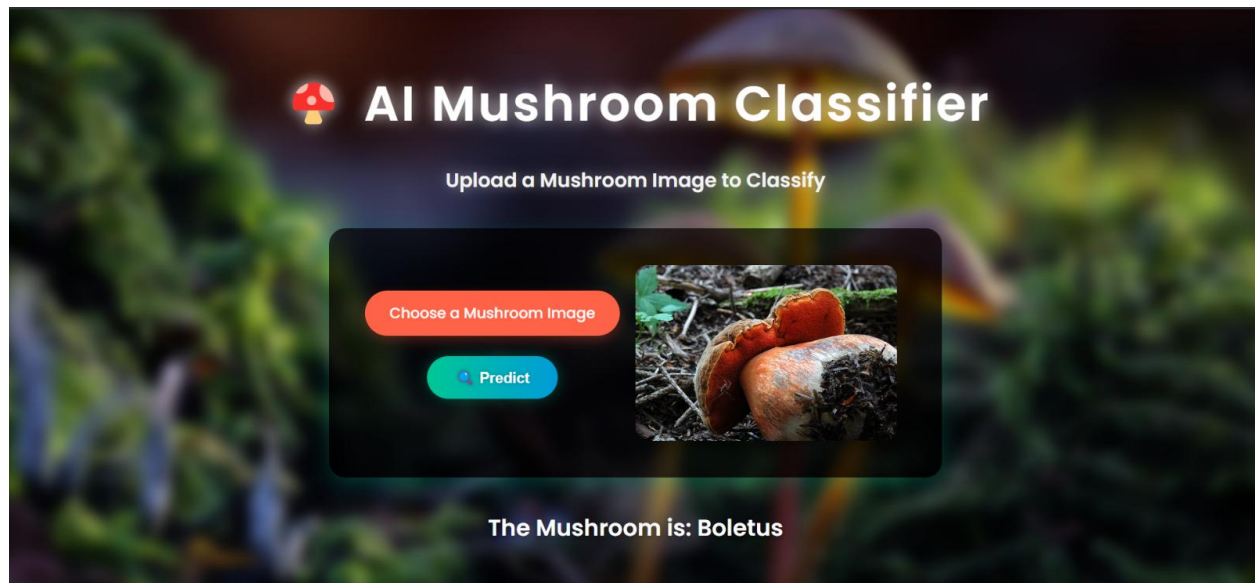 AI Mushroom Classifier
Upload a Mushroom Image to Classify
Choose a Mushroom Image
Predict
The Mushroom is: Boletus